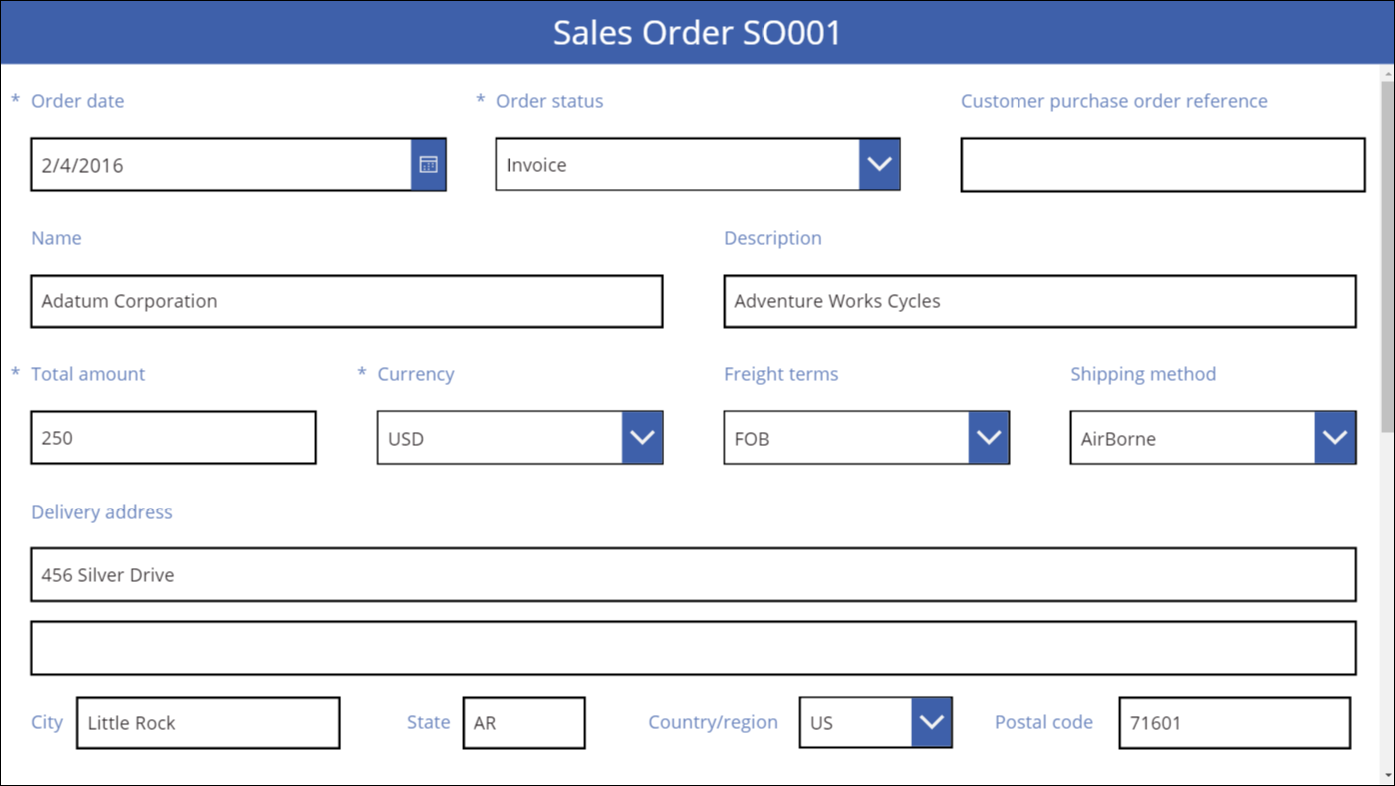 Sales Order SO001
* Order date * Order status Customer purchase order reference
2/4/2016 Invoice
Name Description
Adatum Corporation Adventure Works Cycles
* Total amount * Currency Freight terms Shipping method
250 USD FOB AirBorne
Delivery address
456 Silver Drive
City Little Rock State AR Country/region US Postal code 71601